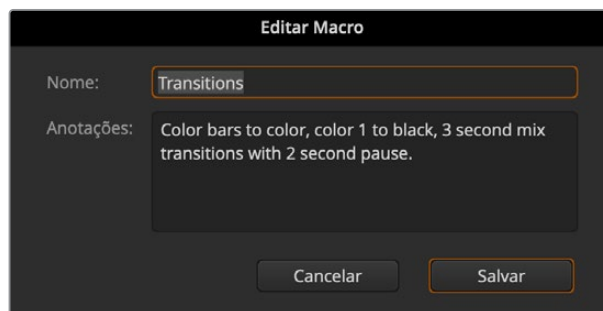 Editar Macro
Nome: Transitions
Anotações: Color bars to color, color 1 to black, 3 second mix
transitions with 2 second pause.
Cancelar Salvar